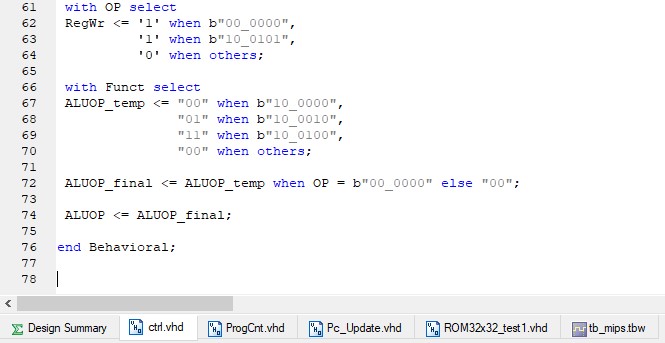 61 with OP select
62 RegWr <= '1' when b"00_0000",
63 '1' when b"10_0101",
64 '0' when others;
65
66 with Funct select
67 ALUOP_temp <= "00" when b"10_0000",
68 "01" when b"10_0010",
69 "11" when b"10_0100",
70 "00" when others;
71
72 ALUOP_final <= ALUOP_temp when OP = b"00_0000" else "00";
73
74 ALUOP <= ALUOP_final;
75
76 end Behavioral;
77
78
Design Summary ctrl.vhd ProgCnt.vhd Pc_Update.vhd ROM32x32_test1.vhd tb_mips.tbw